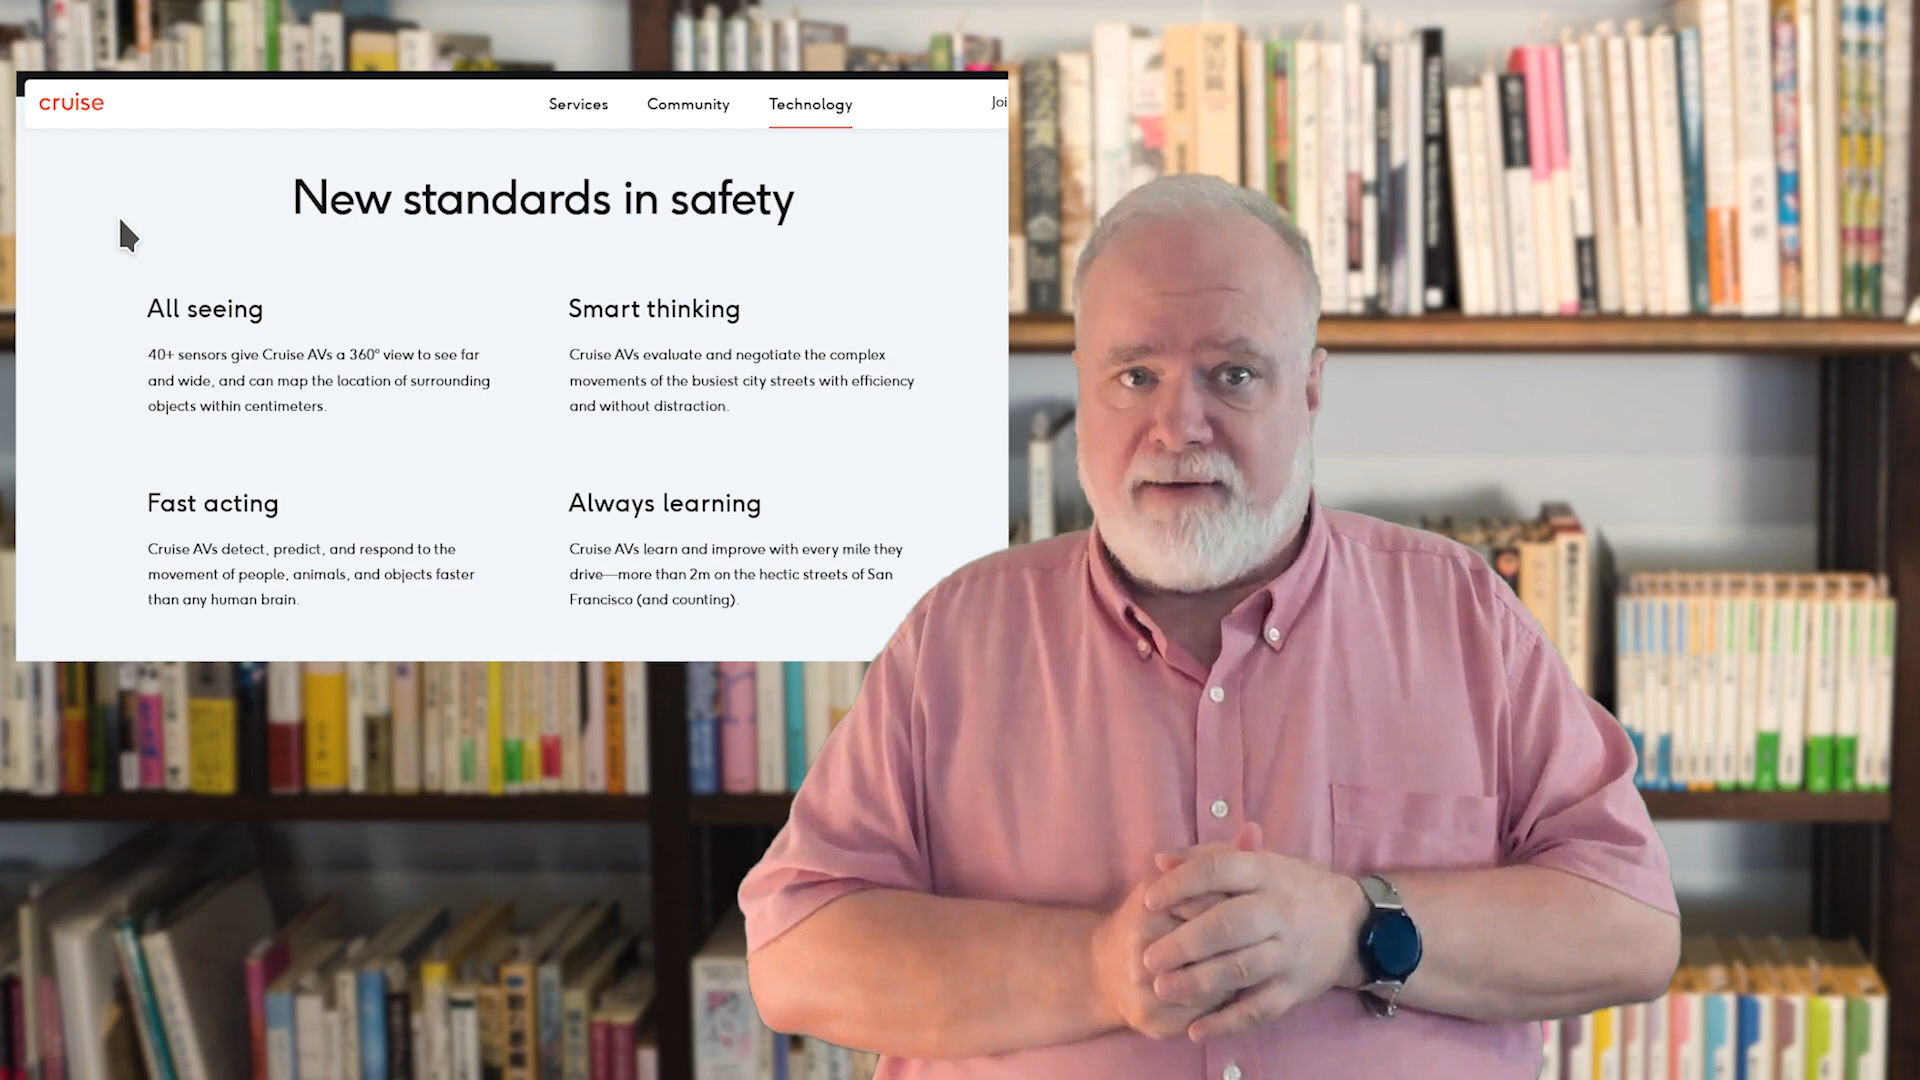 cruise
Services Community Technology Joi
New standards in safety
All seeing
40+ sensors give Cruise AVs a 360° view to see far
and wide, and can map the location of surrounding
objects within centimeters.
Smart thinking
Cruise AVs evaluate and negotiate the complex
movements of the busiest city streets with efficiency
and without distraction.
Fast acting
Cruise AVs detect, predict, and respond to the
movement of people, animals, and objects faster
than any human brain.
Always learning
Cruise AVs learn and improve with every mile they
drive—more than 2m on the hectic streets of San
Francisco (and counting).